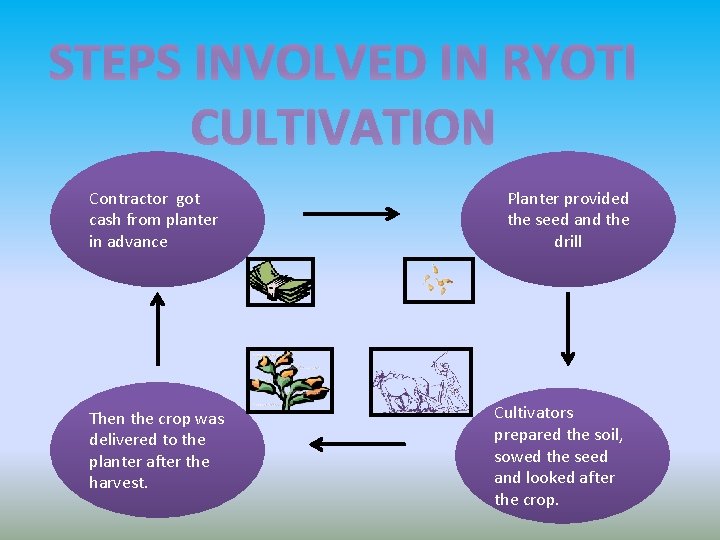 STEPS INVOLVED IN RYOTI
CULTIVATION
Contractor got
cash from planter
in advance
Planter provided
the seed and the
drill
Then the crop was
delivered to the
planter after the
harvest.
Cultivators
prepared the soil,
sowed the seed
and looked after
the crop.